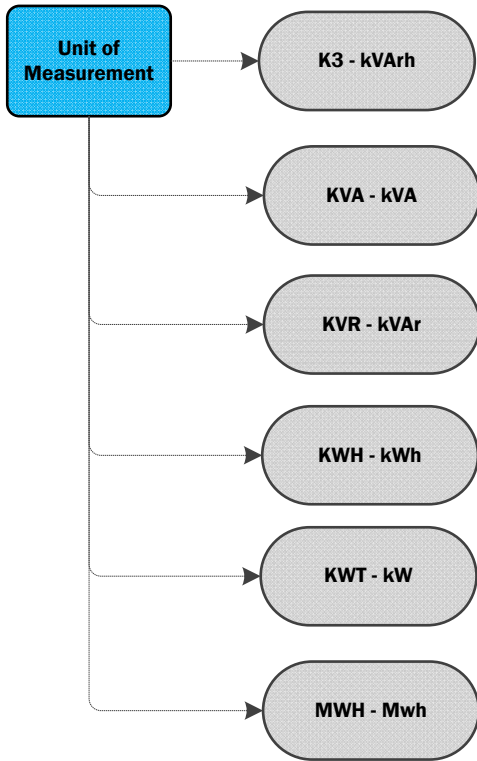 Unit of
Measurement
K3 - kVArh
KVA - kVA
KVR - kVAr
KWH - kWh
KWT - kW
MWH - Mwh